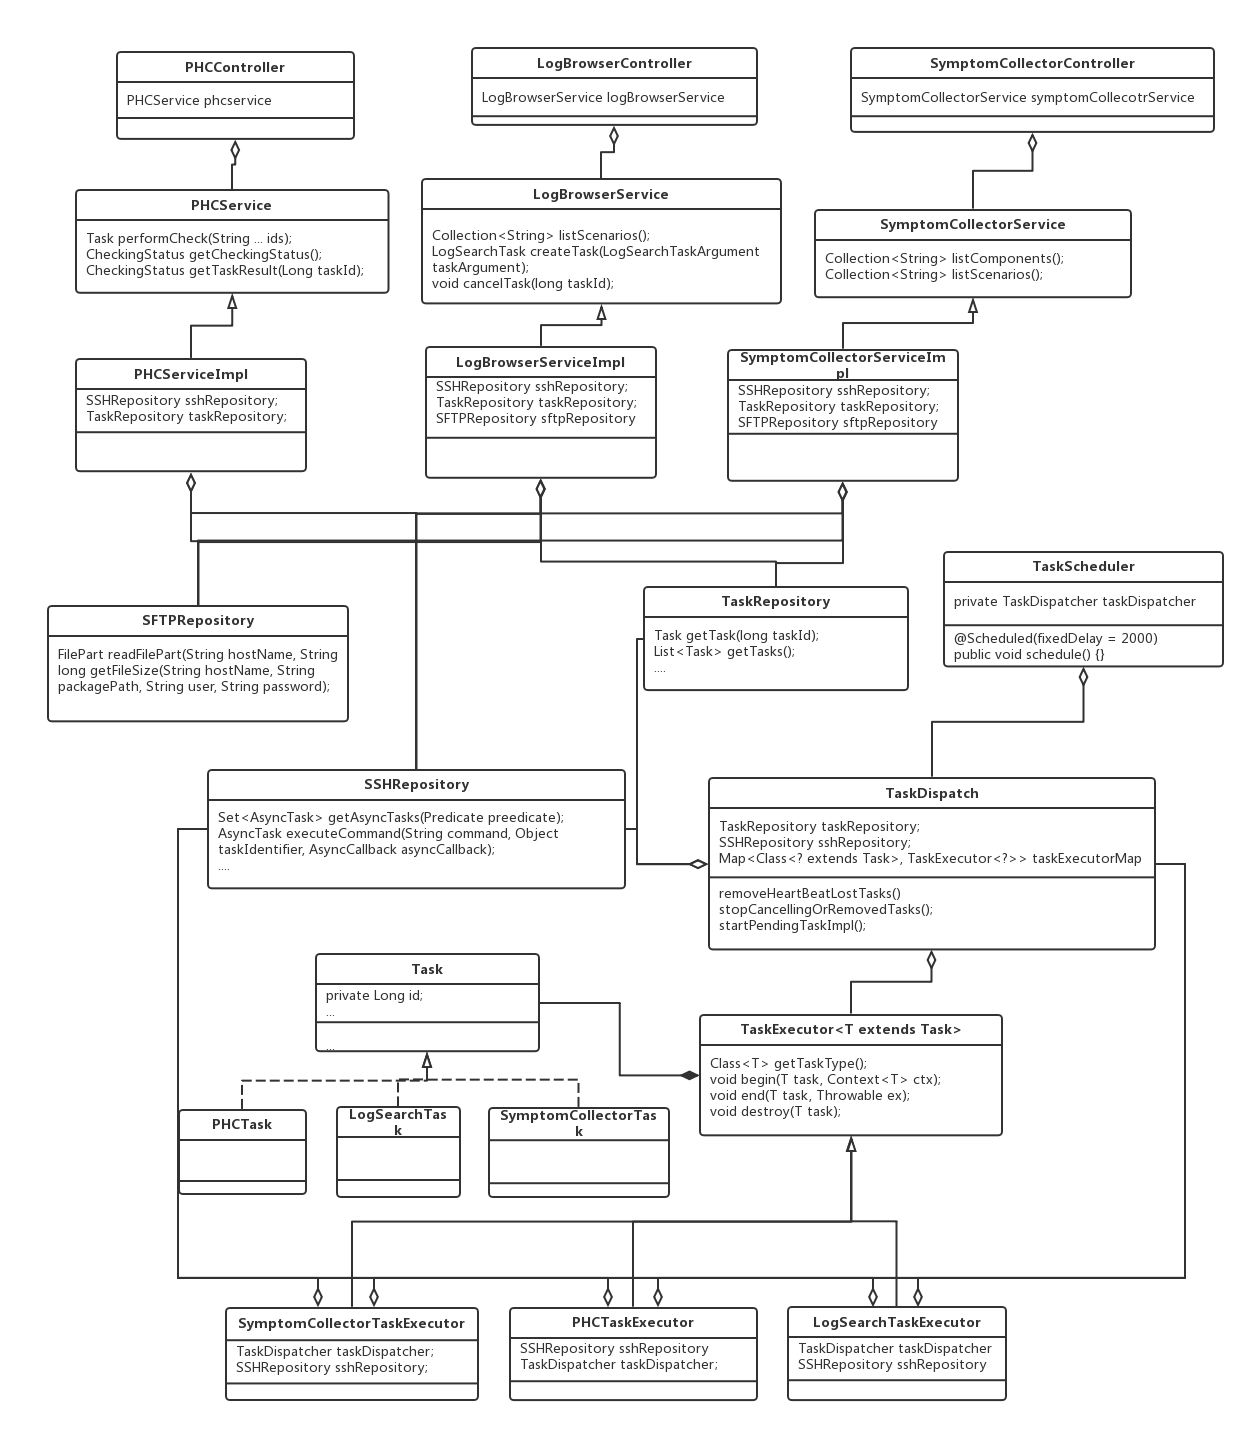 PHCController
PHCService phcservice
LogBrowserController
LogBrowserService logBrowserService
SymptomCollectorController
SymptomCollectorService symptomCollecotrService
PHCService
Task performCheck(String ... ids);
CheckingStatus getCheckingStatus();
CheckingStatus getTaskResult(Long taskId);
LogBrowserService
Collection<String> listScenarios();
LogSearchTask createTask(LogSearchTaskArgument
taskArgument);
void cancelTask(long taskId);
SymptomCollectorService
Collection<String> listComponents();
Collection<String> listScenarios();
PHCServiceImpl
SSHRepository sshRepository;
TaskRepository taskRepository;
LogBrowserServiceImpl
SSHRepository sshRepository;
TaskRepository taskRepository;
SFTPRepository sftpRepository
SymptomCollectorServiceIm
pl
SSHRepository sshRepository;
TaskRepository taskRepository;
SFTPRepository sftpRepository
SFTPRepository
FilePart readFilePart(String hostName, String
long getFileSize(String hostName, String
packagePath, String user, String password);
TaskRepository
Task getTask(long taskId);
List<Task> getTasks();
....
TaskScheduler
private TaskDispatcher taskDispatcher
@Scheduled(fixedDelay = 2000)
public void schedule() {}
SSHRepository
Set<AsyncTask> getAsyncTasks(Predicate preedicate);
AsyncTask executeCommand(String command, Object
taskIdentifier, AsyncCallback asyncCallback);
....
TaskDispatch
TaskRepository taskRepository;
SSHRepository sshRepository;
Map<Class<? extends Task>, TaskExecutor<?>> taskExecutorMap
removeHeartBeatLostTasks()
stopCancellingOrRemovedTasks();
startPendingTaskImpl();
Task
private Long id;
...
...
TaskExecutor<T extends Task>
Class<T> getTaskType();
void begin(T task, Context<T> ctx);
void end(T task, Throwable ex);
void destroy(T task);
PHCTask
LogSearchTas
k
SymptomCollectorTas
k
SymptomCollectorTaskExecutor
TaskDispatcher taskDispatcher;
SSHRepository sshRepository;
PHCTaskExecutor
SSHRepository sshRepository
TaskDispatcher taskDispatcher;
LogSearchTaskExecutor
TaskDispatcher taskDispatcher
SSHRepository sshRepository